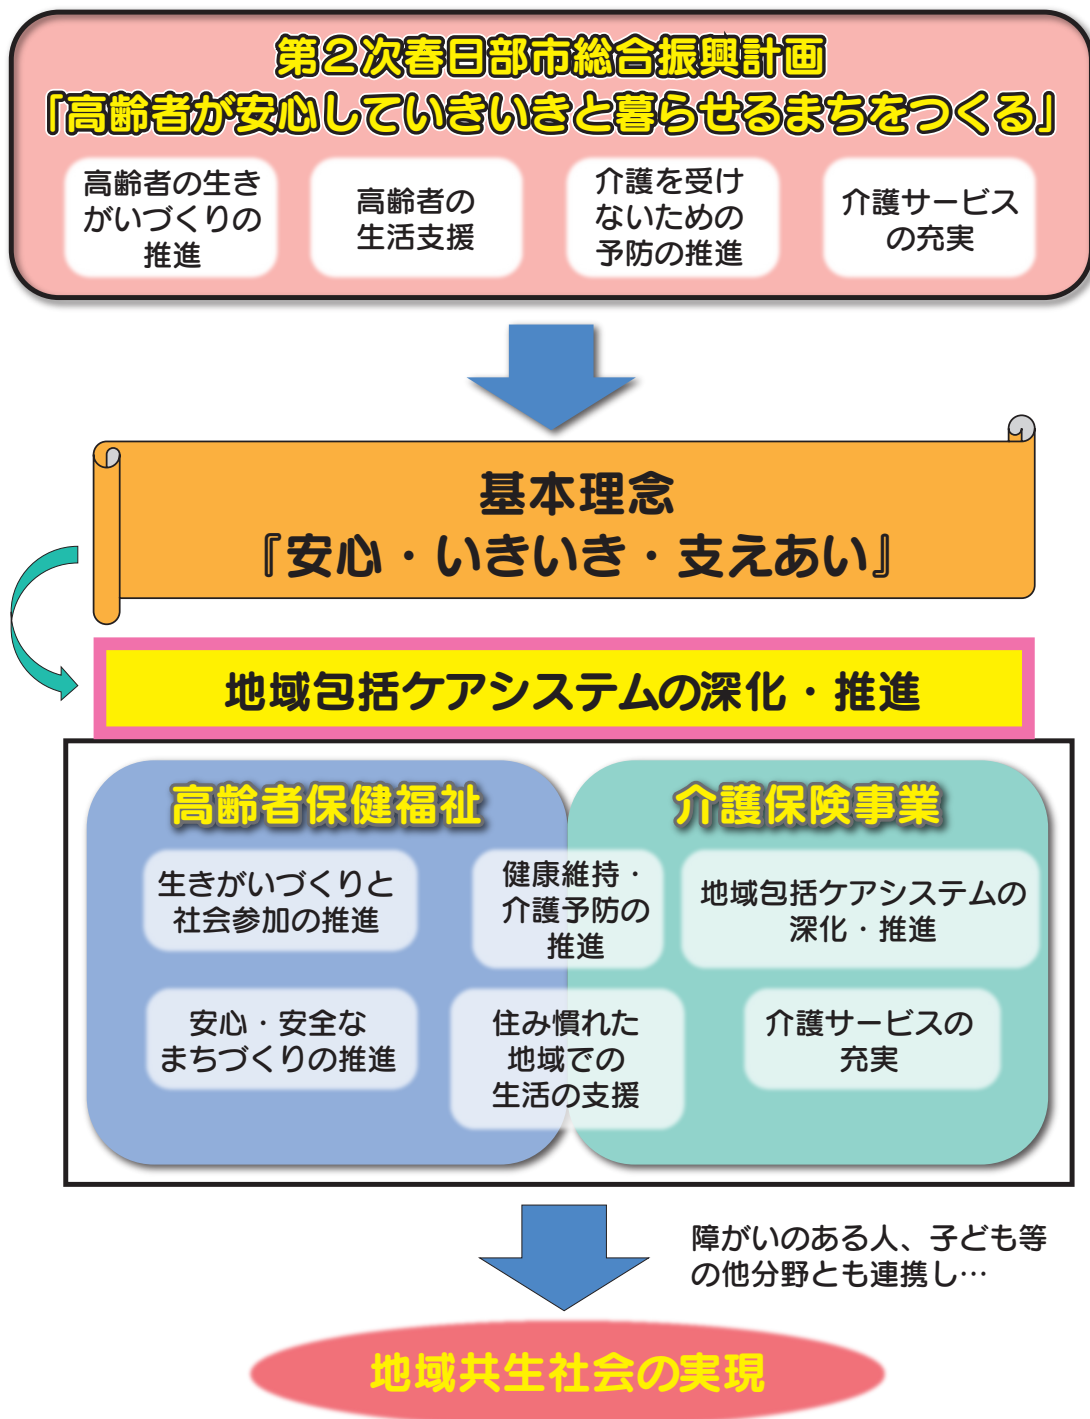 第2次春日部市総合振興計画
「高齢者が安心していきいきと暮らせるまちをつくる」
高齢者の生き
がいづくりの
推進
高齢者の
生活支援
介護を受け
ないための
予防の推進
介護サービス
の充実
基本理念
『安心・いきいき・支えあい』
地域包括ケアシステムの深化・推進
高齢者保健福祉
介護保険事業
生きがいづくりと
社会参加の推進
健康維持・
介護予防の
推進
地域包括ケアシステムの
深化・推進
安心・安全な
まちづくりの推進
住み慣れた
地域での
生活の支援
介護サービスの
充実
障がいのある人、子ども等
の他分野とも連携し…
地域共生社会の実現